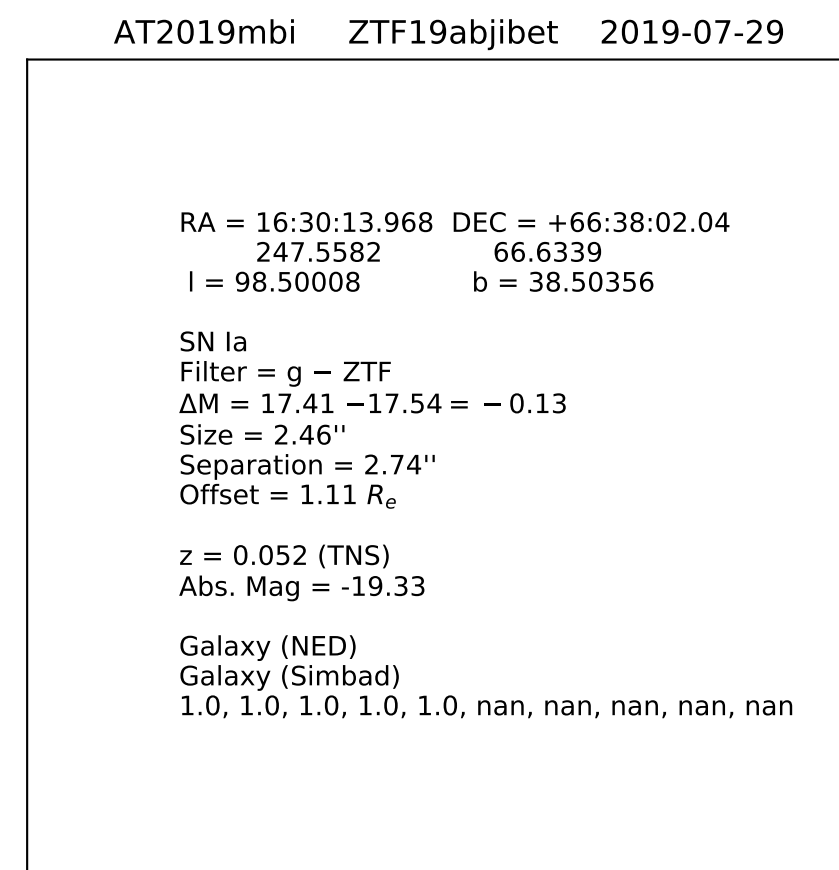 AT2019mbi ZTF19abjibet 2019-07-29
RA = 16:30:13.968 DEC = +66:38:02.04
247.5582 66.6339
l = 98.50008 b = 38.50356
SN Ia
Filter = g − ZTF
ΔM = 17.41 −17.54 = − 0.13
Size = 2.46''
Separation = 2.74''
Offset = 1.11 Rₑ
z = 0.052 (TNS)
Abs. Mag = -19.33
Galaxy (NED)
Galaxy (Simbad)
1.0, 1.0, 1.0, 1.0, 1.0, nan, nan, nan, nan, nan